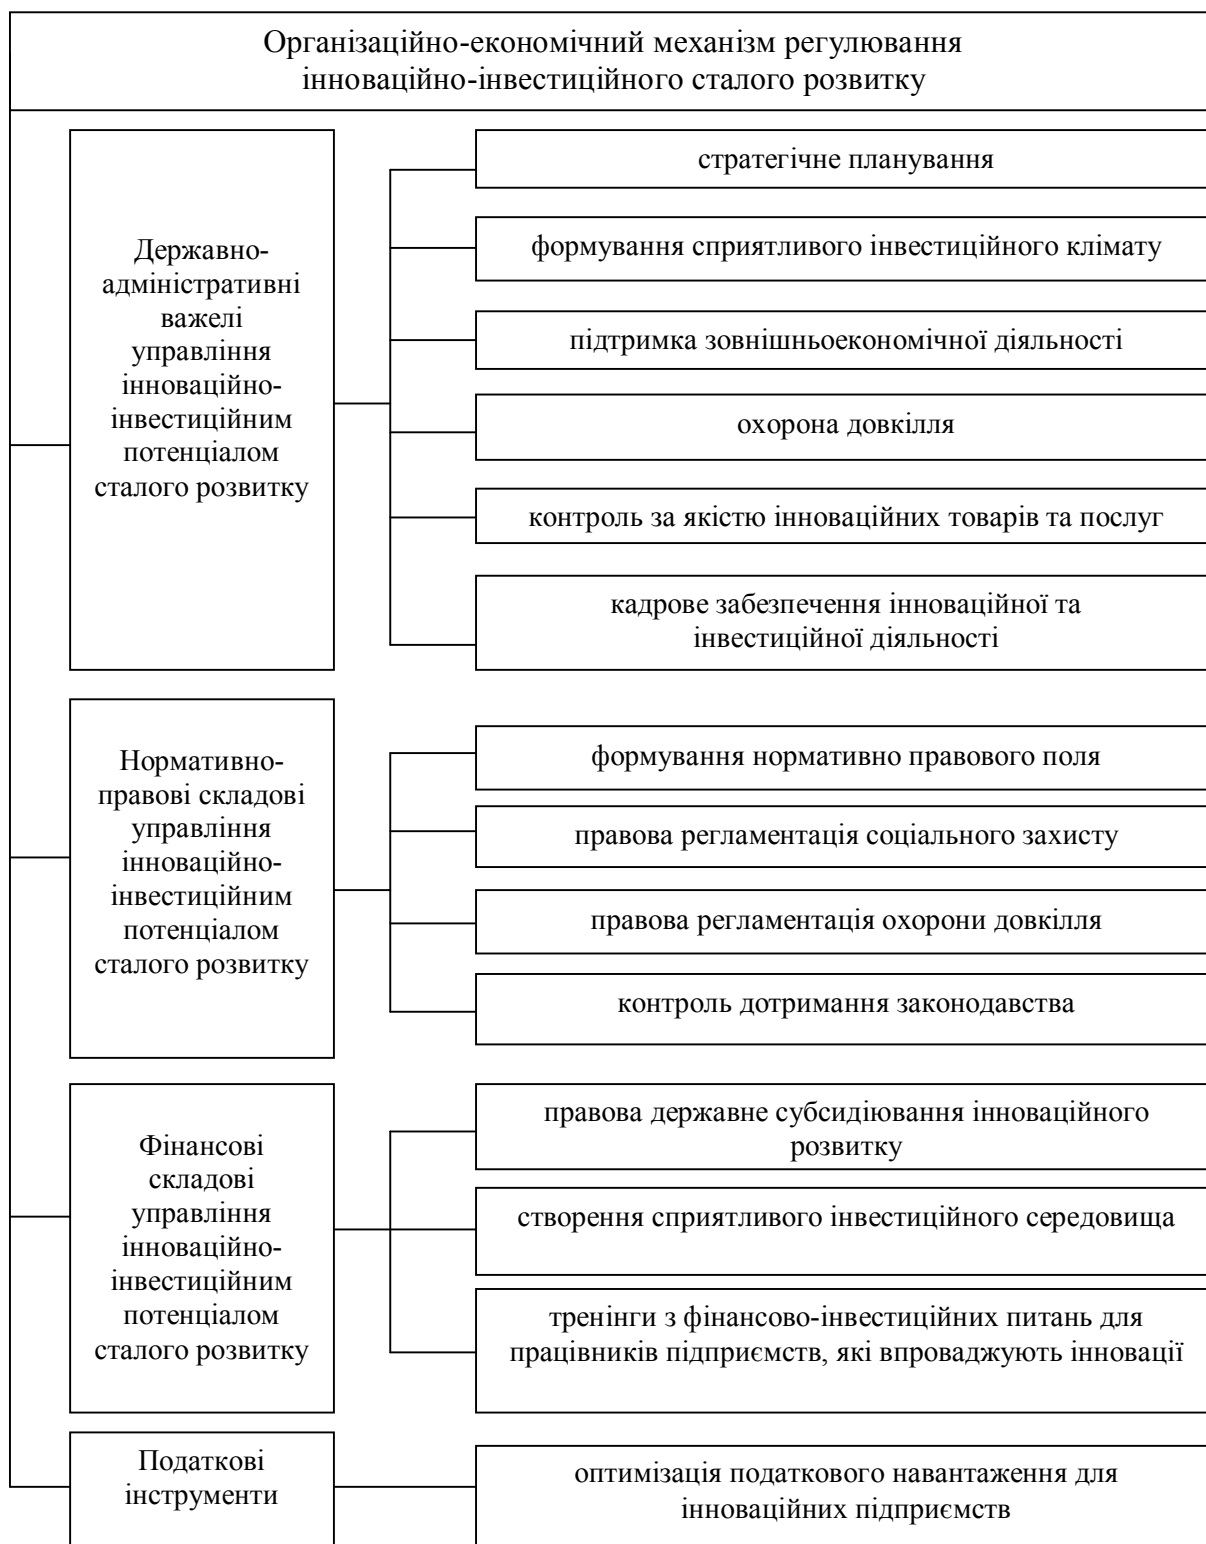 Організаційно-економічний механізм регулювання
інноваційно-інвестиційного сталого розвитку
Державно-
адміністративні
важелі
управління
інноваційно-
інвестиційним
потенціалом
сталого розвитку
стратегічне планування
формування сприятливого інвестиційного клімату
підтримка зовнішньоекономічної діяльності
охорона довкілля
контроль за якістю інноваційних товарів та послуг
кадрове забезпечення інноваційної та
інвестиційної діяльності
Нормативно-
правові складові
управління
інноваційно-
інвестиційним
потенціалом
сталого розвитку
формування нормативно правового поля
правова регламентація соціального захисту
правова регламентація охорони довкілля
контроль дотримання законодавства
Фінансові
складові
управління
інноваційно-
інвестиційним
потенціалом
сталого розвитку
правова державне субсидіювання інноваційного
розвитку
створення сприятливого інвестиційного середовища
тренінги з фінансово-інвестиційних питань для
працівників підприємств, які впроваджують інновації
Податкові
інструменти
оптимізація податкового навантаження для
інноваційних підприємств